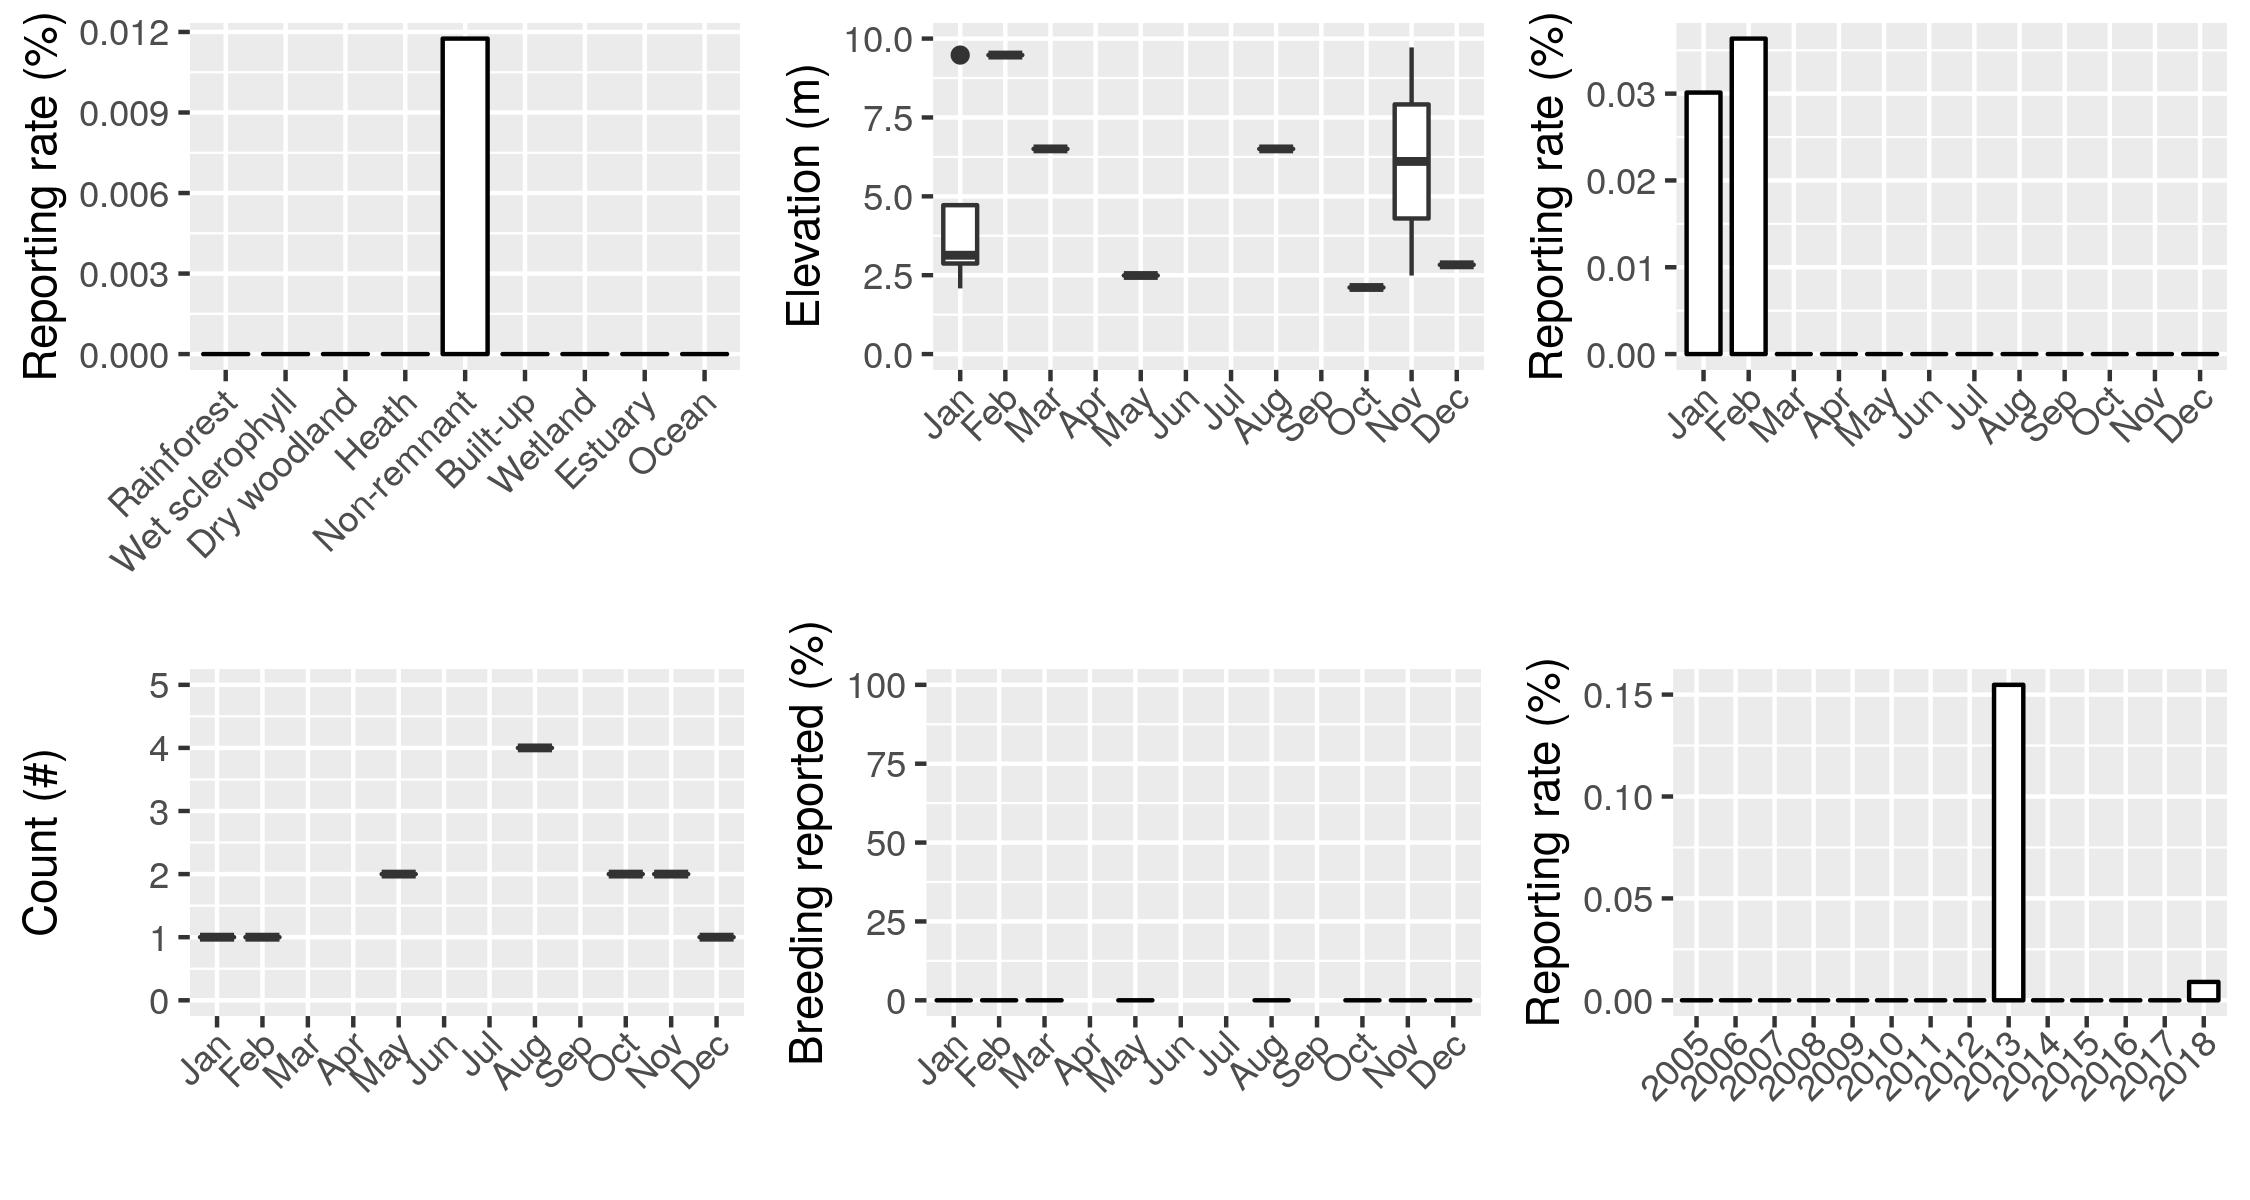 Reporting rate (%)
0.012
0.009
0.006
0.003
0.000
Rainforest
Wet sclerophyll
Dry woodland
Heath
Non-remnant
Built-up
Wetland
Estuary
Ocean
Elevation (m)
10.0
7.5
5.0
2.5
0.0
Jan
Feb
Mar
Apr
May
Jun
Jul
Aug
Sep
Oct
Nov
Dec
Reporting rate (%)
0.03
0.02
0.01
0.00
Jan
Feb
Mar
Apr
May
Jun
Jul
Aug
Sep
Oct
Nov
Dec
Count (#)
5
4
3
2
1
0
Jan
Feb
Mar
Apr
May
Jun
Jul
Aug
Sep
Oct
Nov
Dec
Breeding reported (%)
100
75
50
25
0
Jan
Feb
Mar
Apr
May
Jun
Jul
Aug
Sep
Oct
Nov
Dec
Reporting rate (%)
0.15
0.10
0.05
0.00
2005
2006
2007
2008
2009
2010
2011
2012
2013
2014
2015
2016
2017
2018